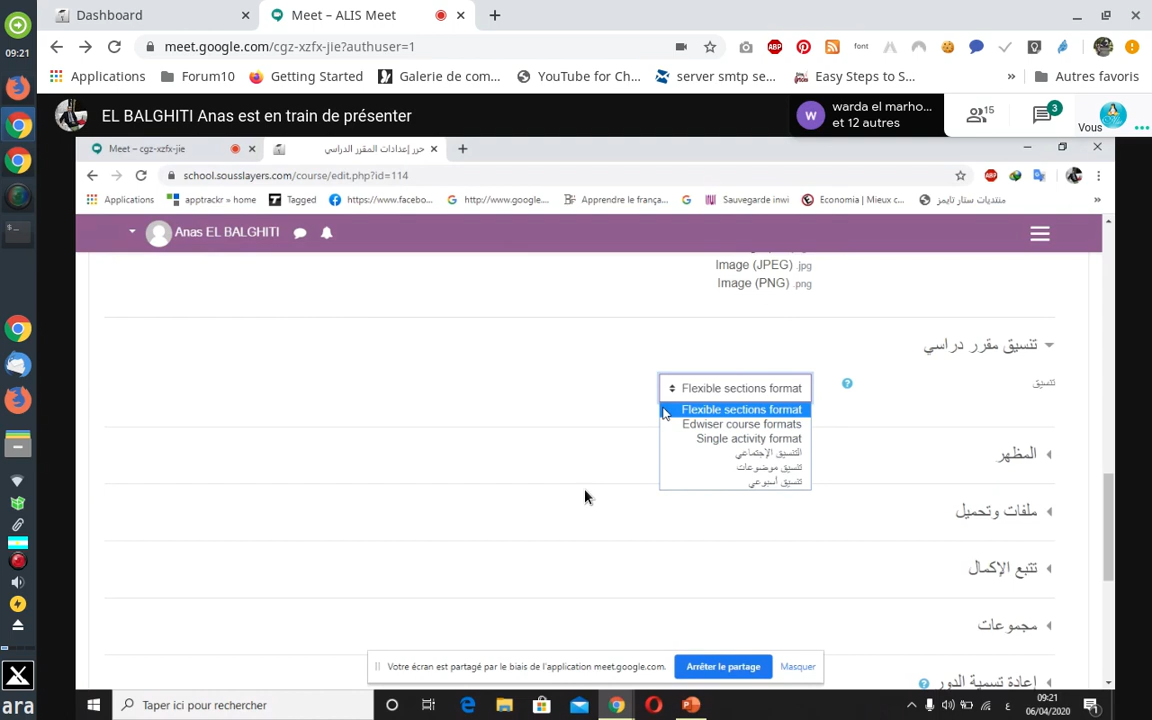 09:21
Dashboard
Meet – ALIS Meet
meet.google.com/cgz-xzfx-jie?authuser=1
ABP
font
Applications
Forum10
Getting Started
Galerie de com...
YouTube for Ch...
server smtp se...
Easy Steps to S...
»
Autres favoris
EL BALGHITI Anas est en train de présenter
w
warda el marho...
et 12 autres
15
3
Vous
Meet – cgz-xzfx-jie
حرر إعدادات المقرر الدراسي
school.sousslayers.com/course/edit.php?id=114
ABP
Applications
apptrackr » home
Tagged
https://www.facebo...
http://www.google....
Apprendre le frança...
Sauvegarde inwi
Economia | Mieux c...
منتديات ستار تايمز
»
Anas EL BALGHITI
Image (JPEG) .jpg
Image (PNG) .png
تنسيق مقرر دراسي
تنسيق
Flexible sections format
Flexible sections format
Edwiser course formats
Single activity format
التنسيق الإجتماعي
تنسيق موضوعات
تنسيق أسبوعي
المظهر
ملفات وتحميل
تتبع الإكمال
مجموعات
إعادة تسمية الدور
Votre écran est partagé par le biais de l'application meet.google.com.
Arrêter le partage
Masquer
Taper ici pour rechercher
ع
09:21
06/04/2020
1
ara